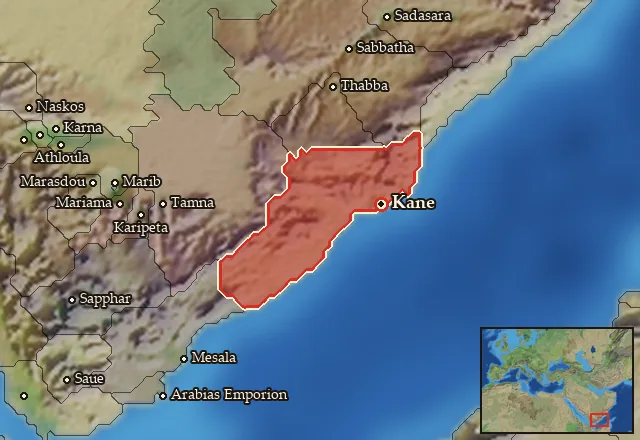 Sadasara
Sabbatha
Thabba
Naskos
Karna
Athloula
Marasdou
Marib
Mariama
Tamna
Kane
Karipeta
Sapphar
Mesala
Saue
Arabias Emporion